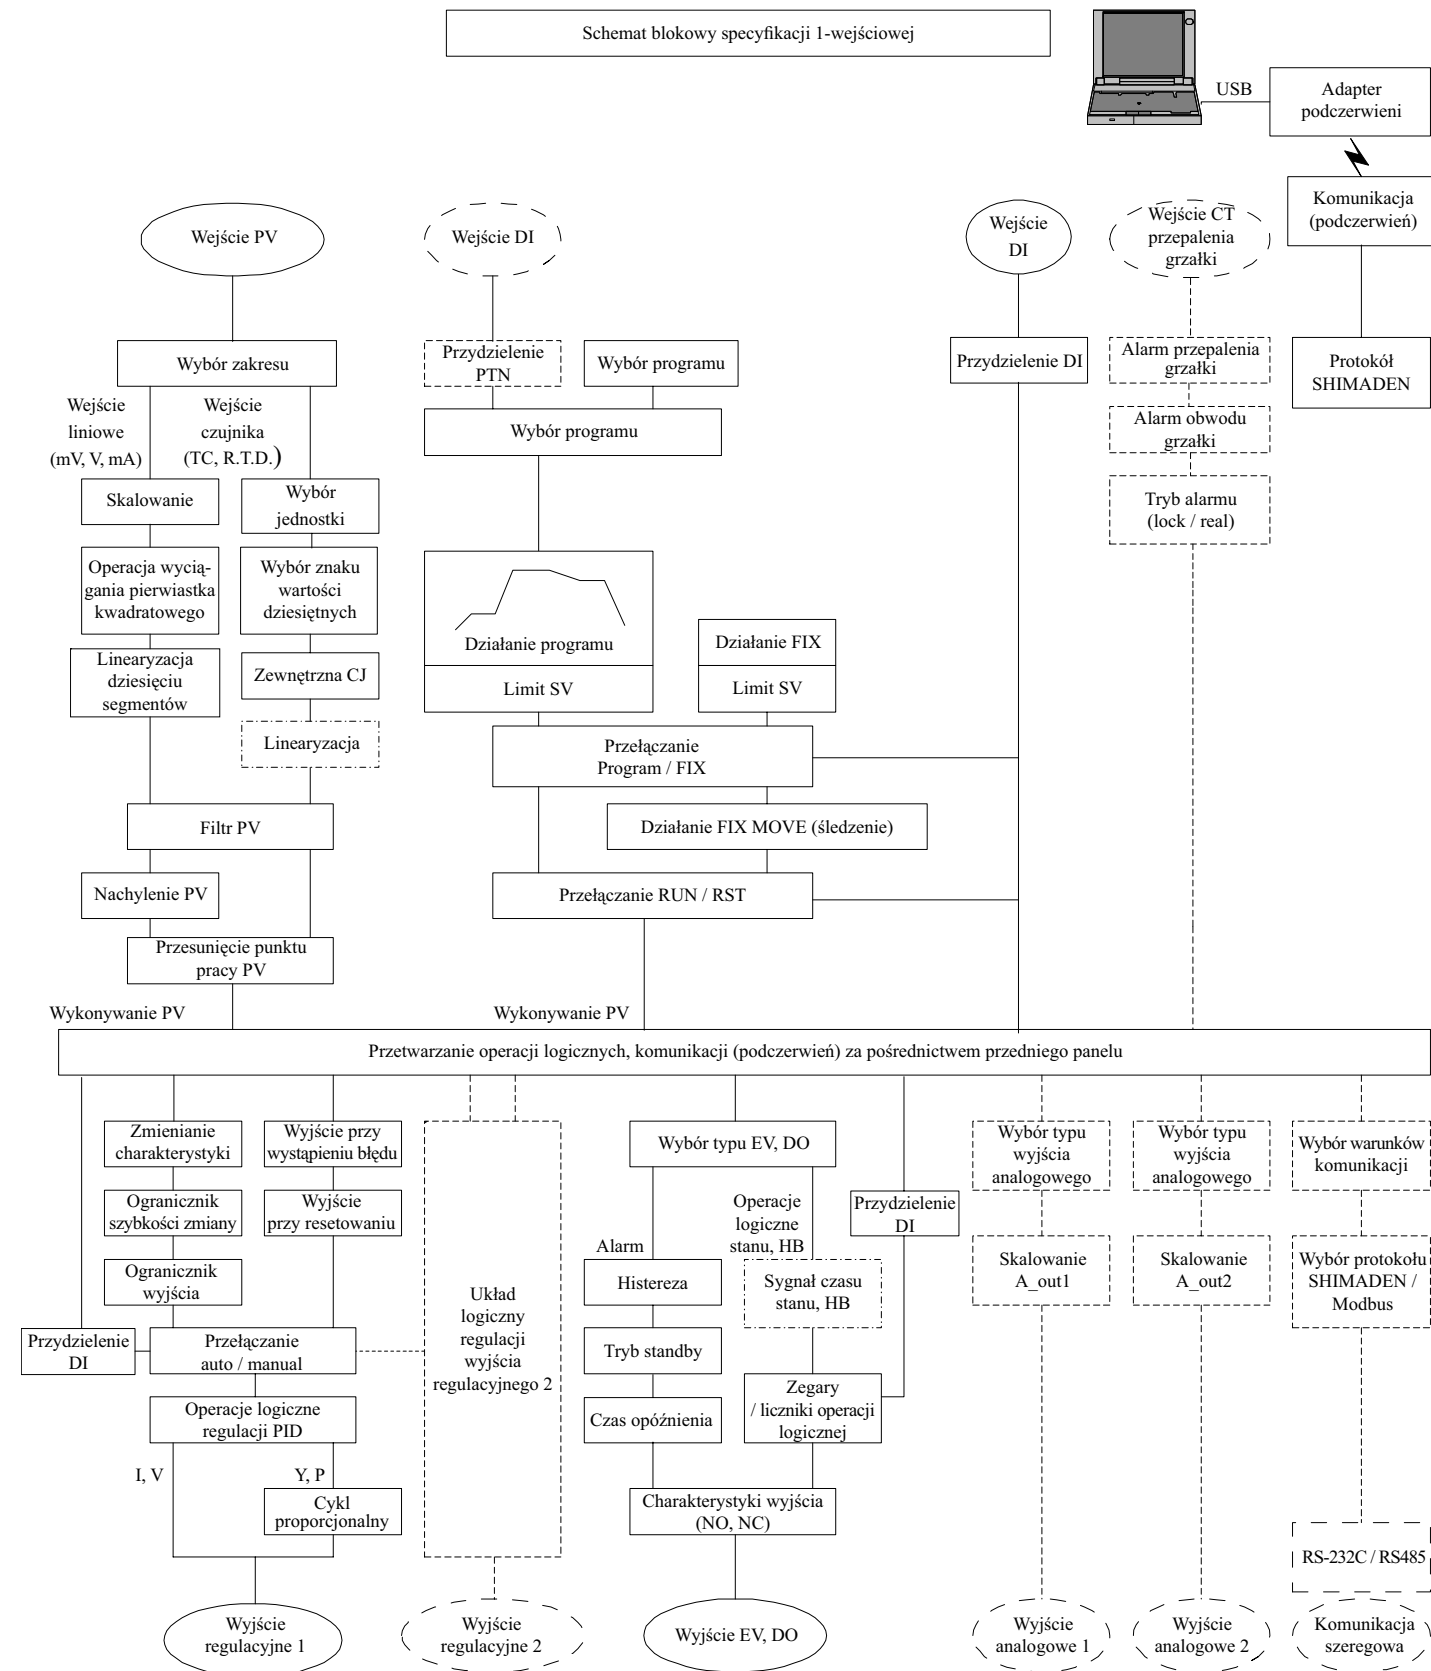 Schemat blokowy specyfikacji 1-wejściowej
USB
Adapter
podczerwieni
Komunikacja
(podczerwień)
Protokół
SHIMADEN
Wejście PV
Wejście DI
Wejście
DI
Wejście CT
przepalenia
grzałki
Wybór zakresu
Przydzielenie
PTN
Wybór programu
Przydzielenie DI
Alarm przepalenia
grzałki
Wejście
liniowe
(mV, V, mA)
Wejście
czujnika
(TC, R.T.D.)
Wybór programu
Alarm obwodu
grzałki
Skalowanie
Wybór
jednostki
Tryb alarmu
(lock / real)
Operacja wycią-
gania pierwiastka
kwadratowego
Wybór znaku
wartości
dziesiętnych
Działanie programu
Limit SV
Działanie FIX
Limit SV
Linearyzacja
dziesięciu
segmentów
Zewnętrzna CJ
Linearyzacja
Przełączanie
Program / FIX
Filtr PV
Działanie FIX MOVE (śledzenie)
Nachylenie PV
Przełączanie RUN / RST
Przesunięcie punktu
pracy PV
Wykonywanie PV
Wykonywanie PV
Przetwarzanie operacji logicznych, komunikacji (podczerwień) za pośrednictwem przedniego panelu
Zmienianie
charakterystyki
Wyjście przy
wystąpieniu błędu
Ogranicznik
szybkości zmiany
Wyjście
przy resetowaniu
Ogranicznik
wyjścia
Przydzielenie
DI
Przełączanie
auto / manual
Operacje logiczne
regulacji PID
I, V
Y, P
Cykl
proporcjonalny
Wyjście
regulacyjne 1
Układ
logiczny
regulacji
wyjścia
regulacyjnego 2
Wyjście
regulacyjne 2
Wybór typu EV, DO
Alarm
Operacje
logiczne
stanu, HB
Histereza
Sygnał czasu
stanu, HB
Tryb standby
Czas opóźnienia
Zegary
/ liczniki operacji
logicznej
Przydzielenie
DI
Charakterystyki wyjścia
(NO, NC)
Wyjście EV, DO
Wybór typu
wyjścia
analogowego
Skalowanie
A_out1
Wyjście
analogowe 1
Wybór typu
wyjścia
analogowego
Skalowanie
A_out2
Wyjście
analogowe 2
Wybór warunków
komunikacji
Wybór protokołu
SHIMADEN /
Modbus
RS-232C / RS485
Komunikacja
szeregowa